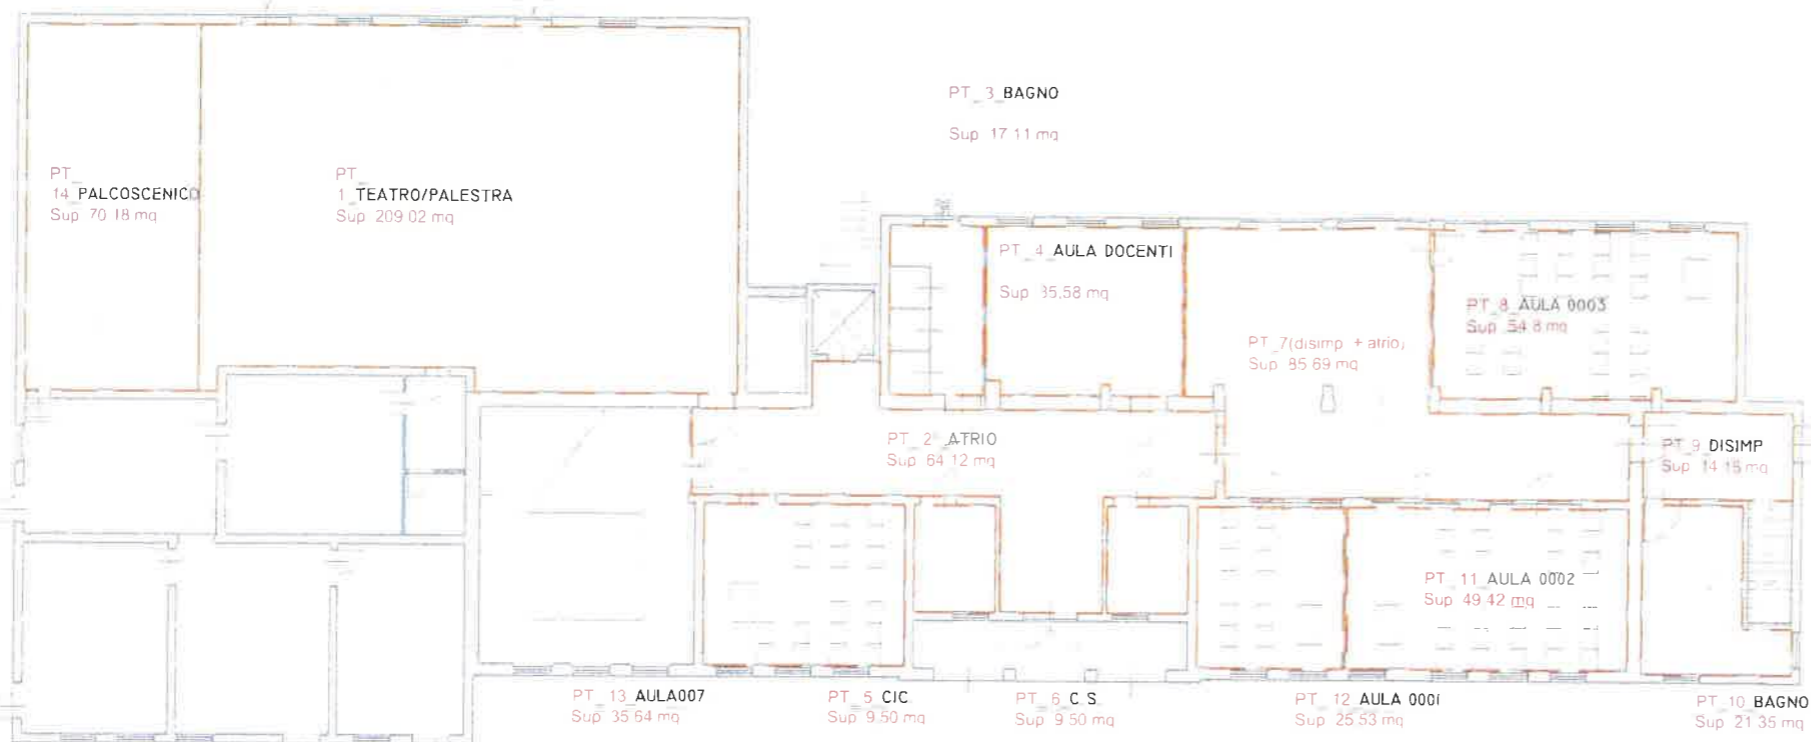 PT_3_BAGNO
Sup 17.11 mq
PT_
14_PALCOSCENICO
Sup 70.18 mq
PT_
1_TEATRO/PALESTRA
Sup 209.02 mq
PT_4_AULA DOCENTI
Sup 35.58 mq
PT_8_AULA 0003
Sup 54.8 mq
PT_7(disimp + atrio)
Sup 85.69 mq
PT_2_ATRIO
Sup 64.12 mq
PT_9_DISIMP
Sup 14.15 mq
PT_11_AULA 0002
Sup 49.42 mq
PT_13_AULA007
Sup 35.64 mq
PT_5_CIC
Sup 9.50 mq
PT_6_C.S.
Sup 9.50 mq
PT_12_AULA 0001
Sup 25.53 mq
PT_10_BAGNO
Sup 21.35 mq